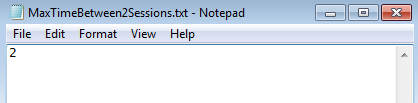 MaxTimeBetween2Sessions.txt - Notepad
File Edit Format View Help
2